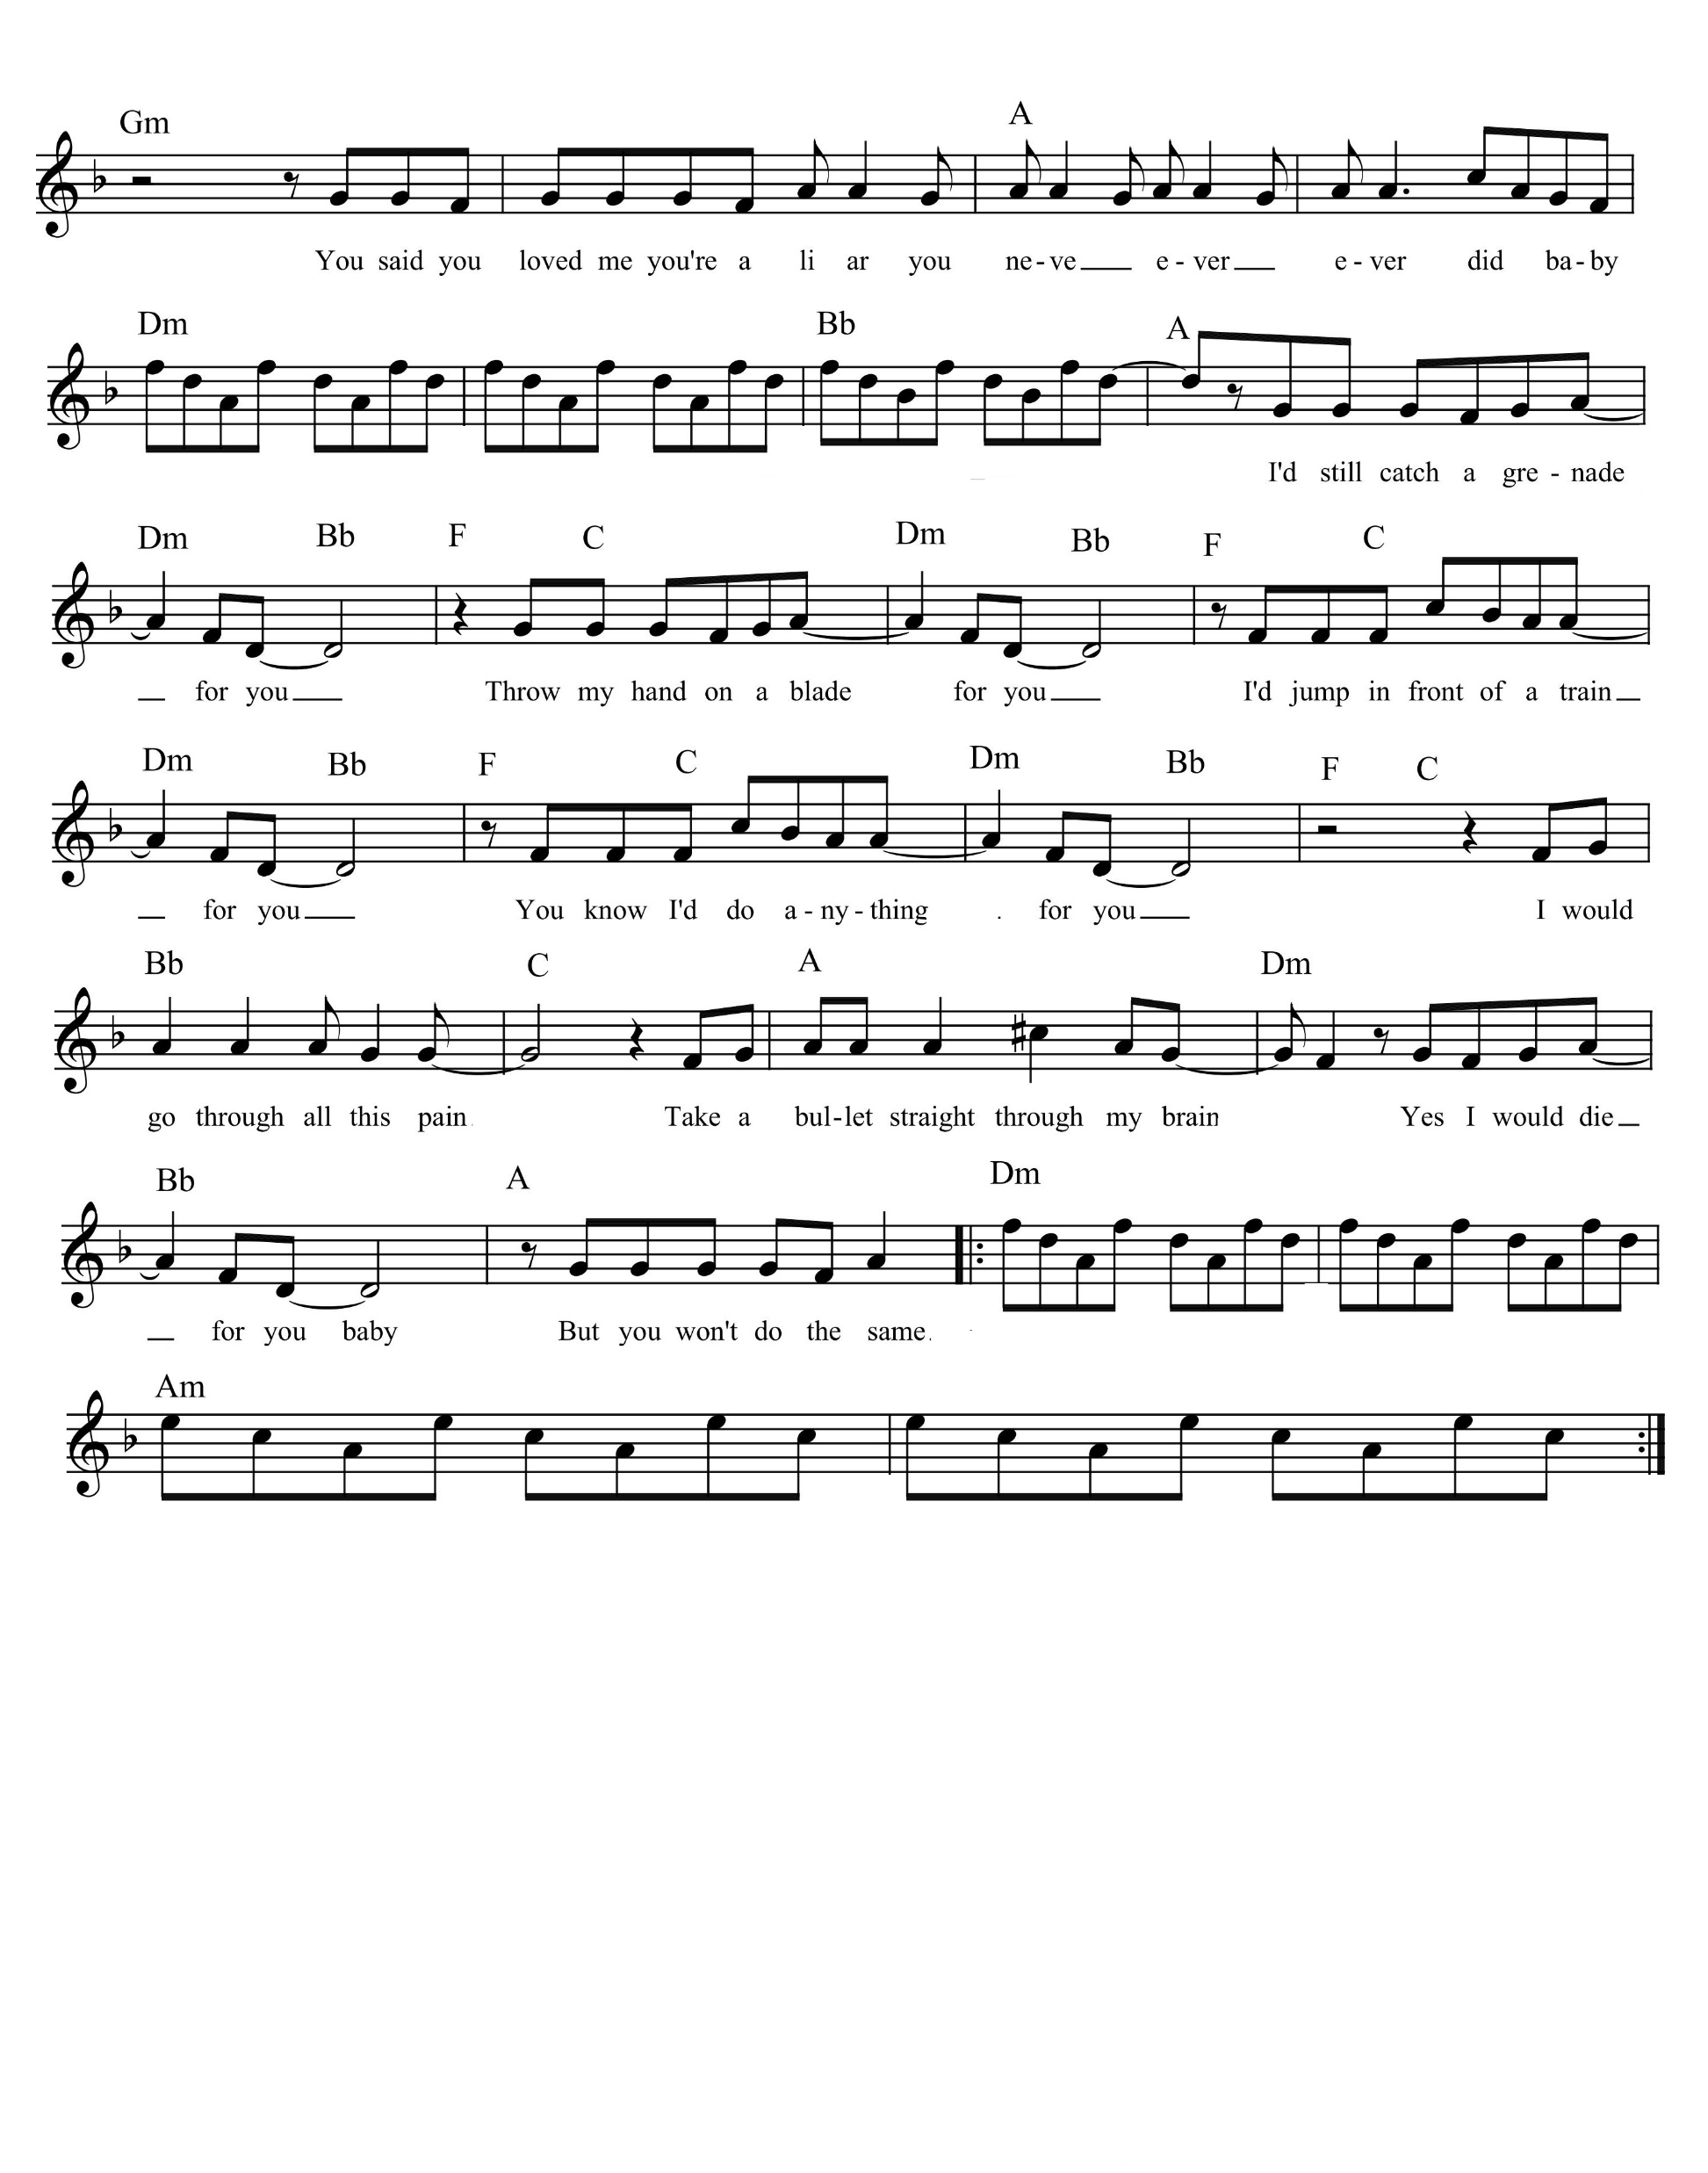 Gm A
You said you loved me you're a li ar you ne-ve e-ver e-ver did ba-by
Dm Bb A
I'd still catch a gre-nade
Dm Bb F C Dm Bb F C
for you Throw my hand on a blade for you I'd jump in front of a train
Dm Bb F C Dm Bb F C
for you You know I'd do a-ny-thing for you I would
Bb C A Dm
go through all this pain Take a bul-let straight through my brain Yes I would die
Bb A Dm
for you baby But you won't do the same.
Am